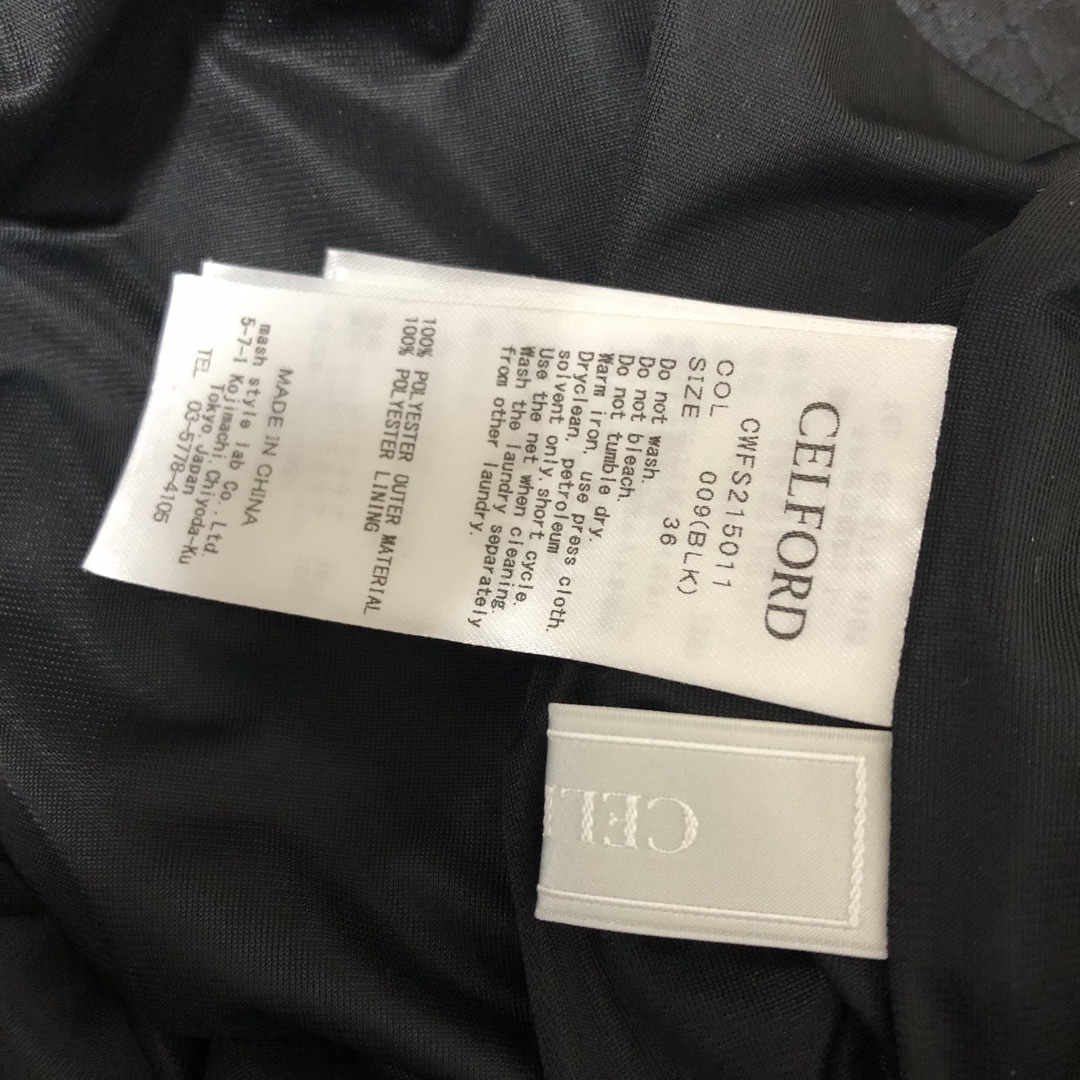 CELFORD
CWFS215011
COL 009(BLK)
SIZE 36
Do not wash.
Do not bleach.
Do not tumble dry.
Warm iron, use press cloth.
Dryclean, petroleum
solvent only,short cycle.
Use the net when cleaning.
Wash the laundry separately
from other laundry.
100% POLYESTER OUTER MATERIAL
100% POLYESTER LINING
MADE IN CHINA
mash style lab Co.,Ltd.
5-7-1 Kojimachi,Chiyoda-Ku
Tokyo.Japan
TEL 03-5778-4105
CEL